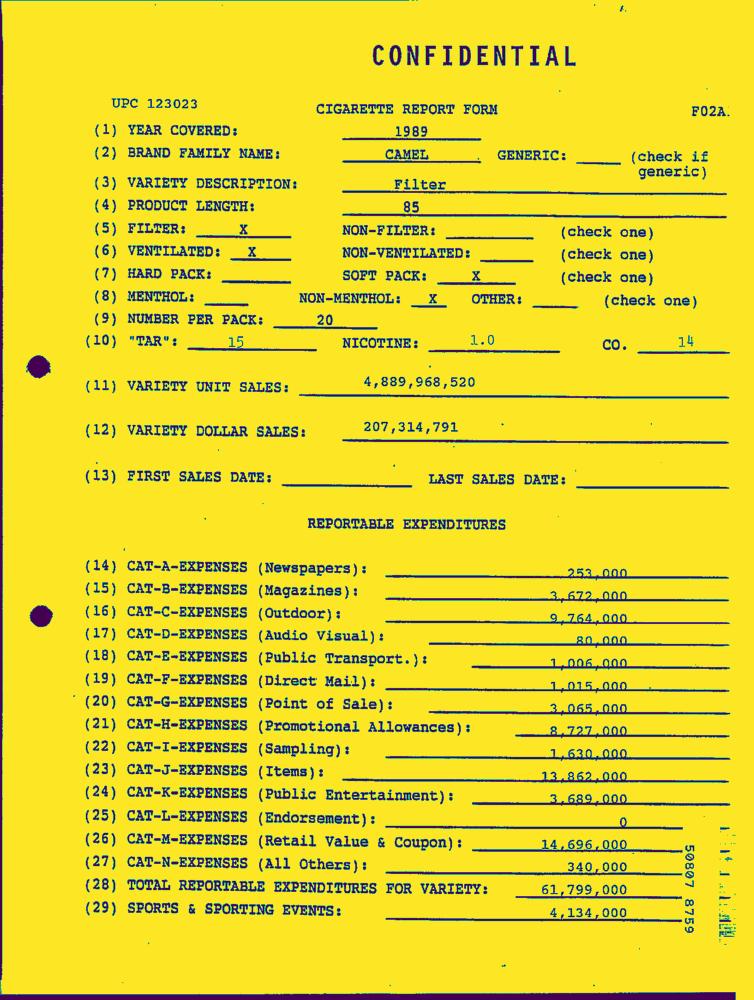 CONFIDENTIAL
UPC 123023
CIGARETTE REPORT FORM
F02A.
(1) YEAR COVERED: 1989
(2) BRAND FAMILY NAME: CAMEL GENERIC: ____ (check if generic)
(3) VARIETY DESCRIPTION: Filter
(4) PRODUCT LENGTH: 85
(5) FILTER: X NON-FILTER: ____ (check one)
(6) VENTILATED: X NON-VENTILATED: ____ (check one)
(7) HARD PACK: ____ SOFT PACK: X (check one)
(8) MENTHOL: ____ NON-MENTHOL: X OTHER: ____ (check one)
(9) NUMBER PER PACK: 20
(10) "TAR": 15 NICOTINE: 1.0 CO. 14
(11) VARIETY UNIT SALES: 4,889,968,520
(12) VARIETY DOLLAR SALES: 207,314,791
(13) FIRST SALES DATE: ____ LAST SALES DATE: ____
REPORTABLE EXPENDITURES
(14) CAT-A-EXPENSES (Newspapers): 253,000
(15) CAT-B-EXPENSES (Magazines): 3,672,000
(16) CAT-C-EXPENSES (Outdoor): 9,764,000
(17) CAT-D-EXPENSES (Audio Visual): 80,000
(18) CAT-E-EXPENSES (Public Transport.): 1,006,000
(19) CAT-F-EXPENSES (Direct Mail): 1,015,000
(20) CAT-G-EXPENSES (Point of Sale): 3,065,000
(21) CAT-H-EXPENSES (Promotional Allowances): 8,727,000
(22) CAT-I-EXPENSES (Sampling): 1,630,000
(23) CAT-J-EXPENSES (Items): 13,862,000
(24) CAT-K-EXPENSES (Public Entertainment): 3,689,000
(25) CAT-L-EXPENSES (Endorsement): 0
(26) CAT-M-EXPENSES (Retail Value & Coupon): 14,696,000
(27) CAT-N-EXPENSES (All Others): 340,000
(28) TOTAL REPORTABLE EXPENDITURES FOR VARIETY: 61,799,000
(29) SPORTS & SPORTING EVENTS: 4,134,000
50807 8759